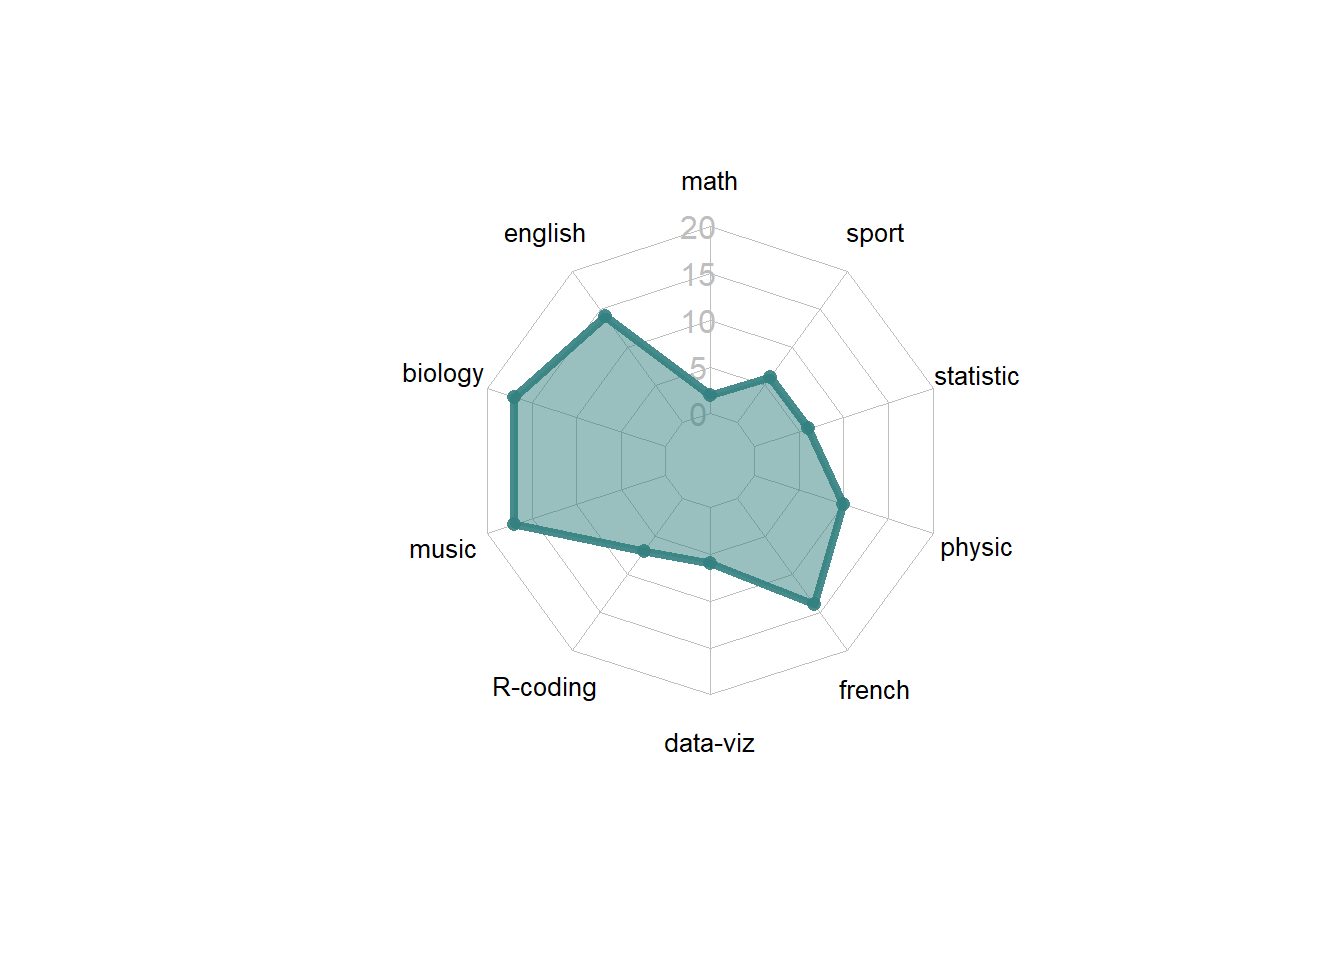 math
20
english
sport
15
10
5
biology
statistic
0
music
physic
R-coding
french
data-viz